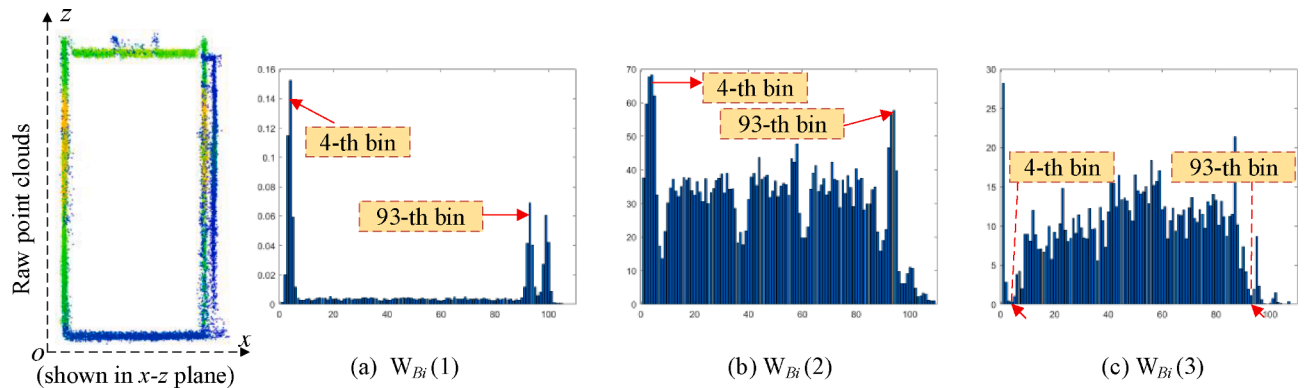 z
Raw point clouds
o
x
(shown in x-z plane)
0.16
0.14
0.12
0.1
0.08
0.06
0.04
0.02
0
0 20 40 60 80 100
4-th bin
93-th bin
(a) W_Bi (1)
70
60
50
40
30
20
10
0
0 20 40 60 80 100
4-th bin
93-th bin
(b) W_Bi (2)
30
25
20
15
10
5
0
0 20 40 60 80 100
4-th bin
93-th bin
(c) W_Bi (3)